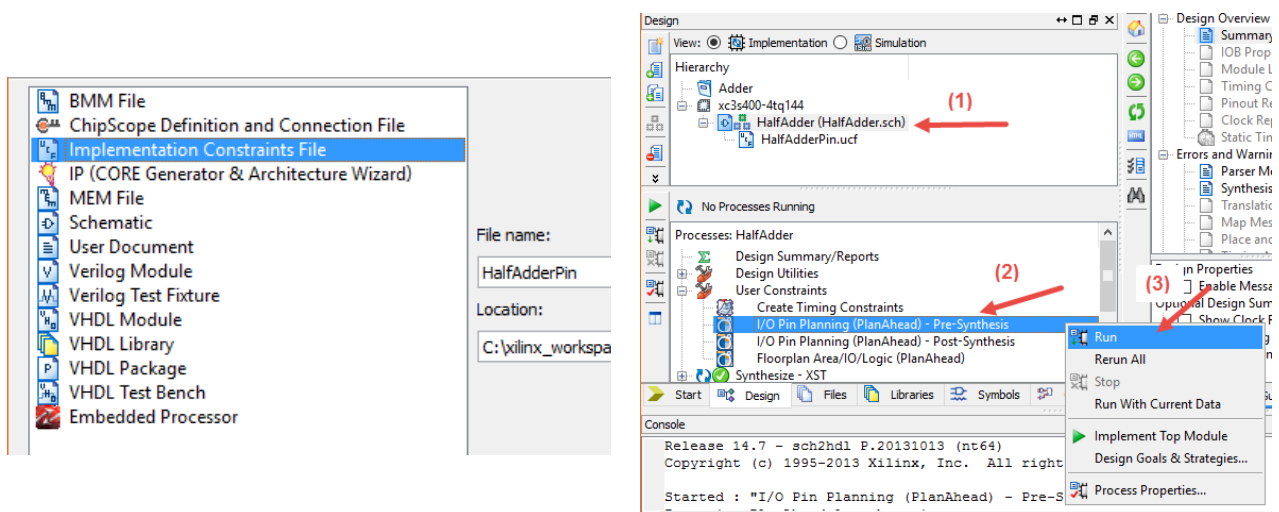 BMM File
ChipScope Definition and Connection File
Implementation Constraints File
IP (CORE Generator & Architecture Wizard)
MEM File
Schematic
User Document
Verilog Module
Verilog Test Fixture
VHDL Module
VHDL Library
VHDL Package
VHDL Test Bench
Embedded Processor
File name:
HalfAdderPin
Location:
C:\xilinx_workspa
Design
View: Implementation Simulation
Hierarchy
Adder
xc3s400-4tq144
HalfAdder (HalfAdder.sch)
HalfAdderPin.ucf
(1)
No Processes Running
Processes: HalfAdder
Design Summary/Reports
Design Utilities
User Constraints
Create Timing Constraints
I/O Pin Planning (PlanAhead) - Pre-Synthesis
I/O Pin Planning (PlanAhead) - Post-Synthesis
Floorplan Area/IO/Logic (PlanAhead)
Synthesize - XST
(2)
Start Design Files Libraries Symbols
Console
Release 14.7 - sch2hdl P.20131013 (nt64)
Copyright (c) 1995-2013 Xilinx, Inc. All right
Started : "I/O Pin Planning (PlanAhead) - Pre-S
Design Overview
Summary
IOB Prop
Module L
Timing C
Pinout Re
Clock Rep
Static Tim
Errors and Warnin
Parser Me
Synthesis
Translatio
Map Mes
Place and
Design Properties
Enable Messa
Optional Design Sum
Show Clock R
(3)
Run
Rerun All
Stop
Run With Current Data
Implement Top Module
Design Goals & Strategies...
Process Properties...